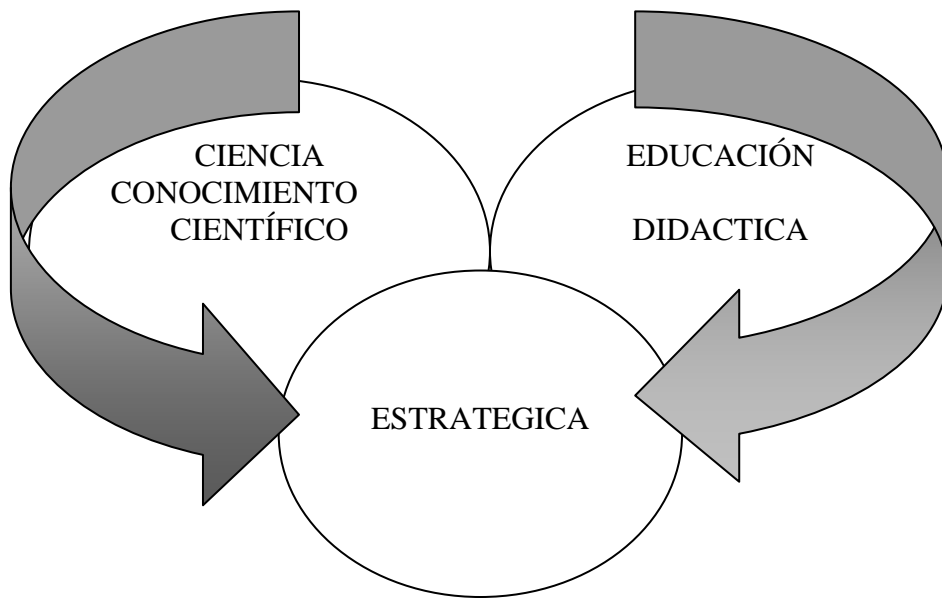 CIENCIA
CONOCIMIENTO
CIENTÍFICO
EDUCACIÓN
DIDACTICA
ESTRATEGICA